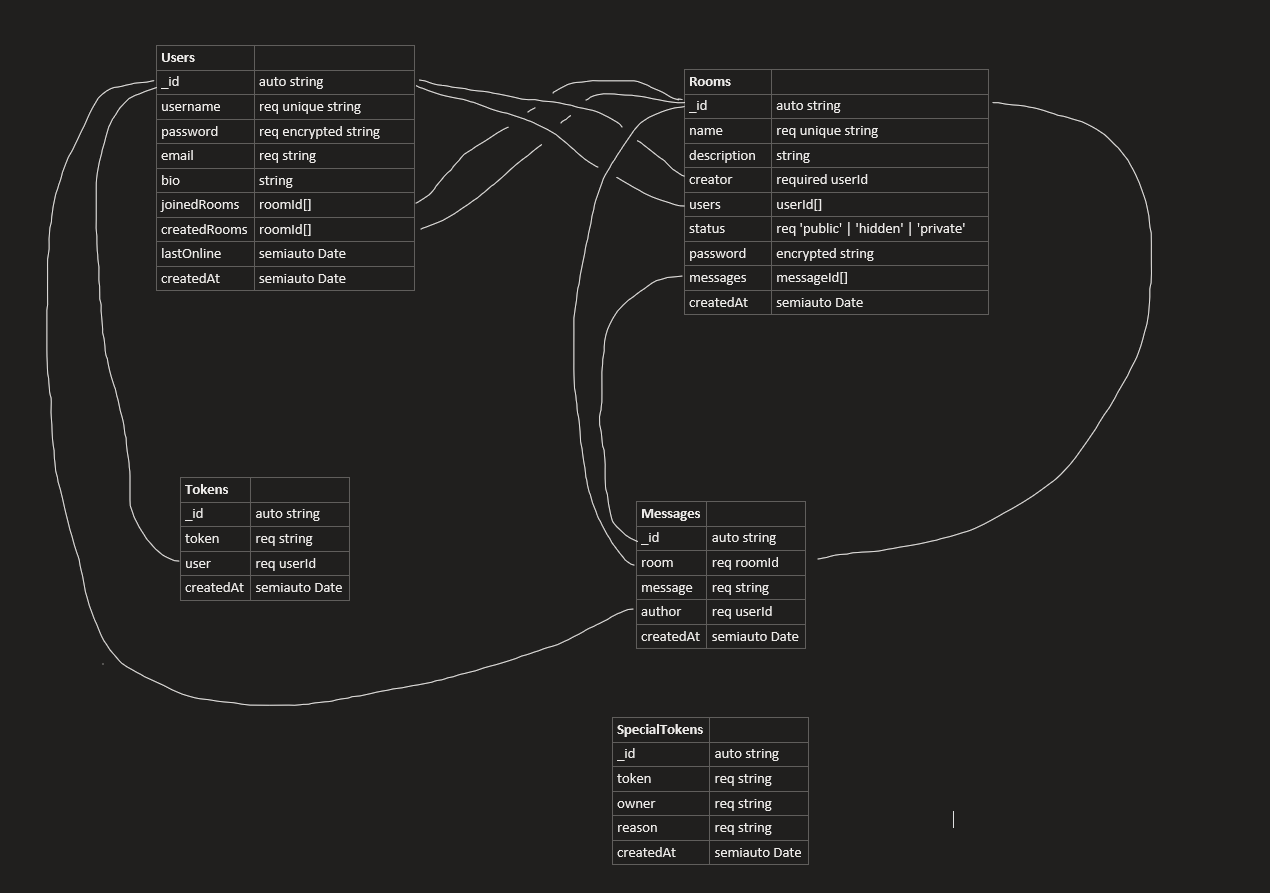 Users
_id auto string
username req unique string
password req encrypted string
email req string
bio string
joinedRooms roomId[]
createdRooms roomId[]
lastOnline semiauto Date
createdAt semiauto Date
Rooms
_id auto string
name req unique string
description string
creator required userId
users userId[]
status req 'public' | 'hidden' | 'private'
password encrypted string
messages messageId[]
createdAt semiauto Date
Tokens
_id auto string
token req string
user req userId
createdAt semiauto Date
Messages
_id auto string
room req roomId
message req string
author req userId
createdAt semiauto Date
SpecialTokens
_id auto string
token req string
owner req string
reason req string
createdAt semiauto Date